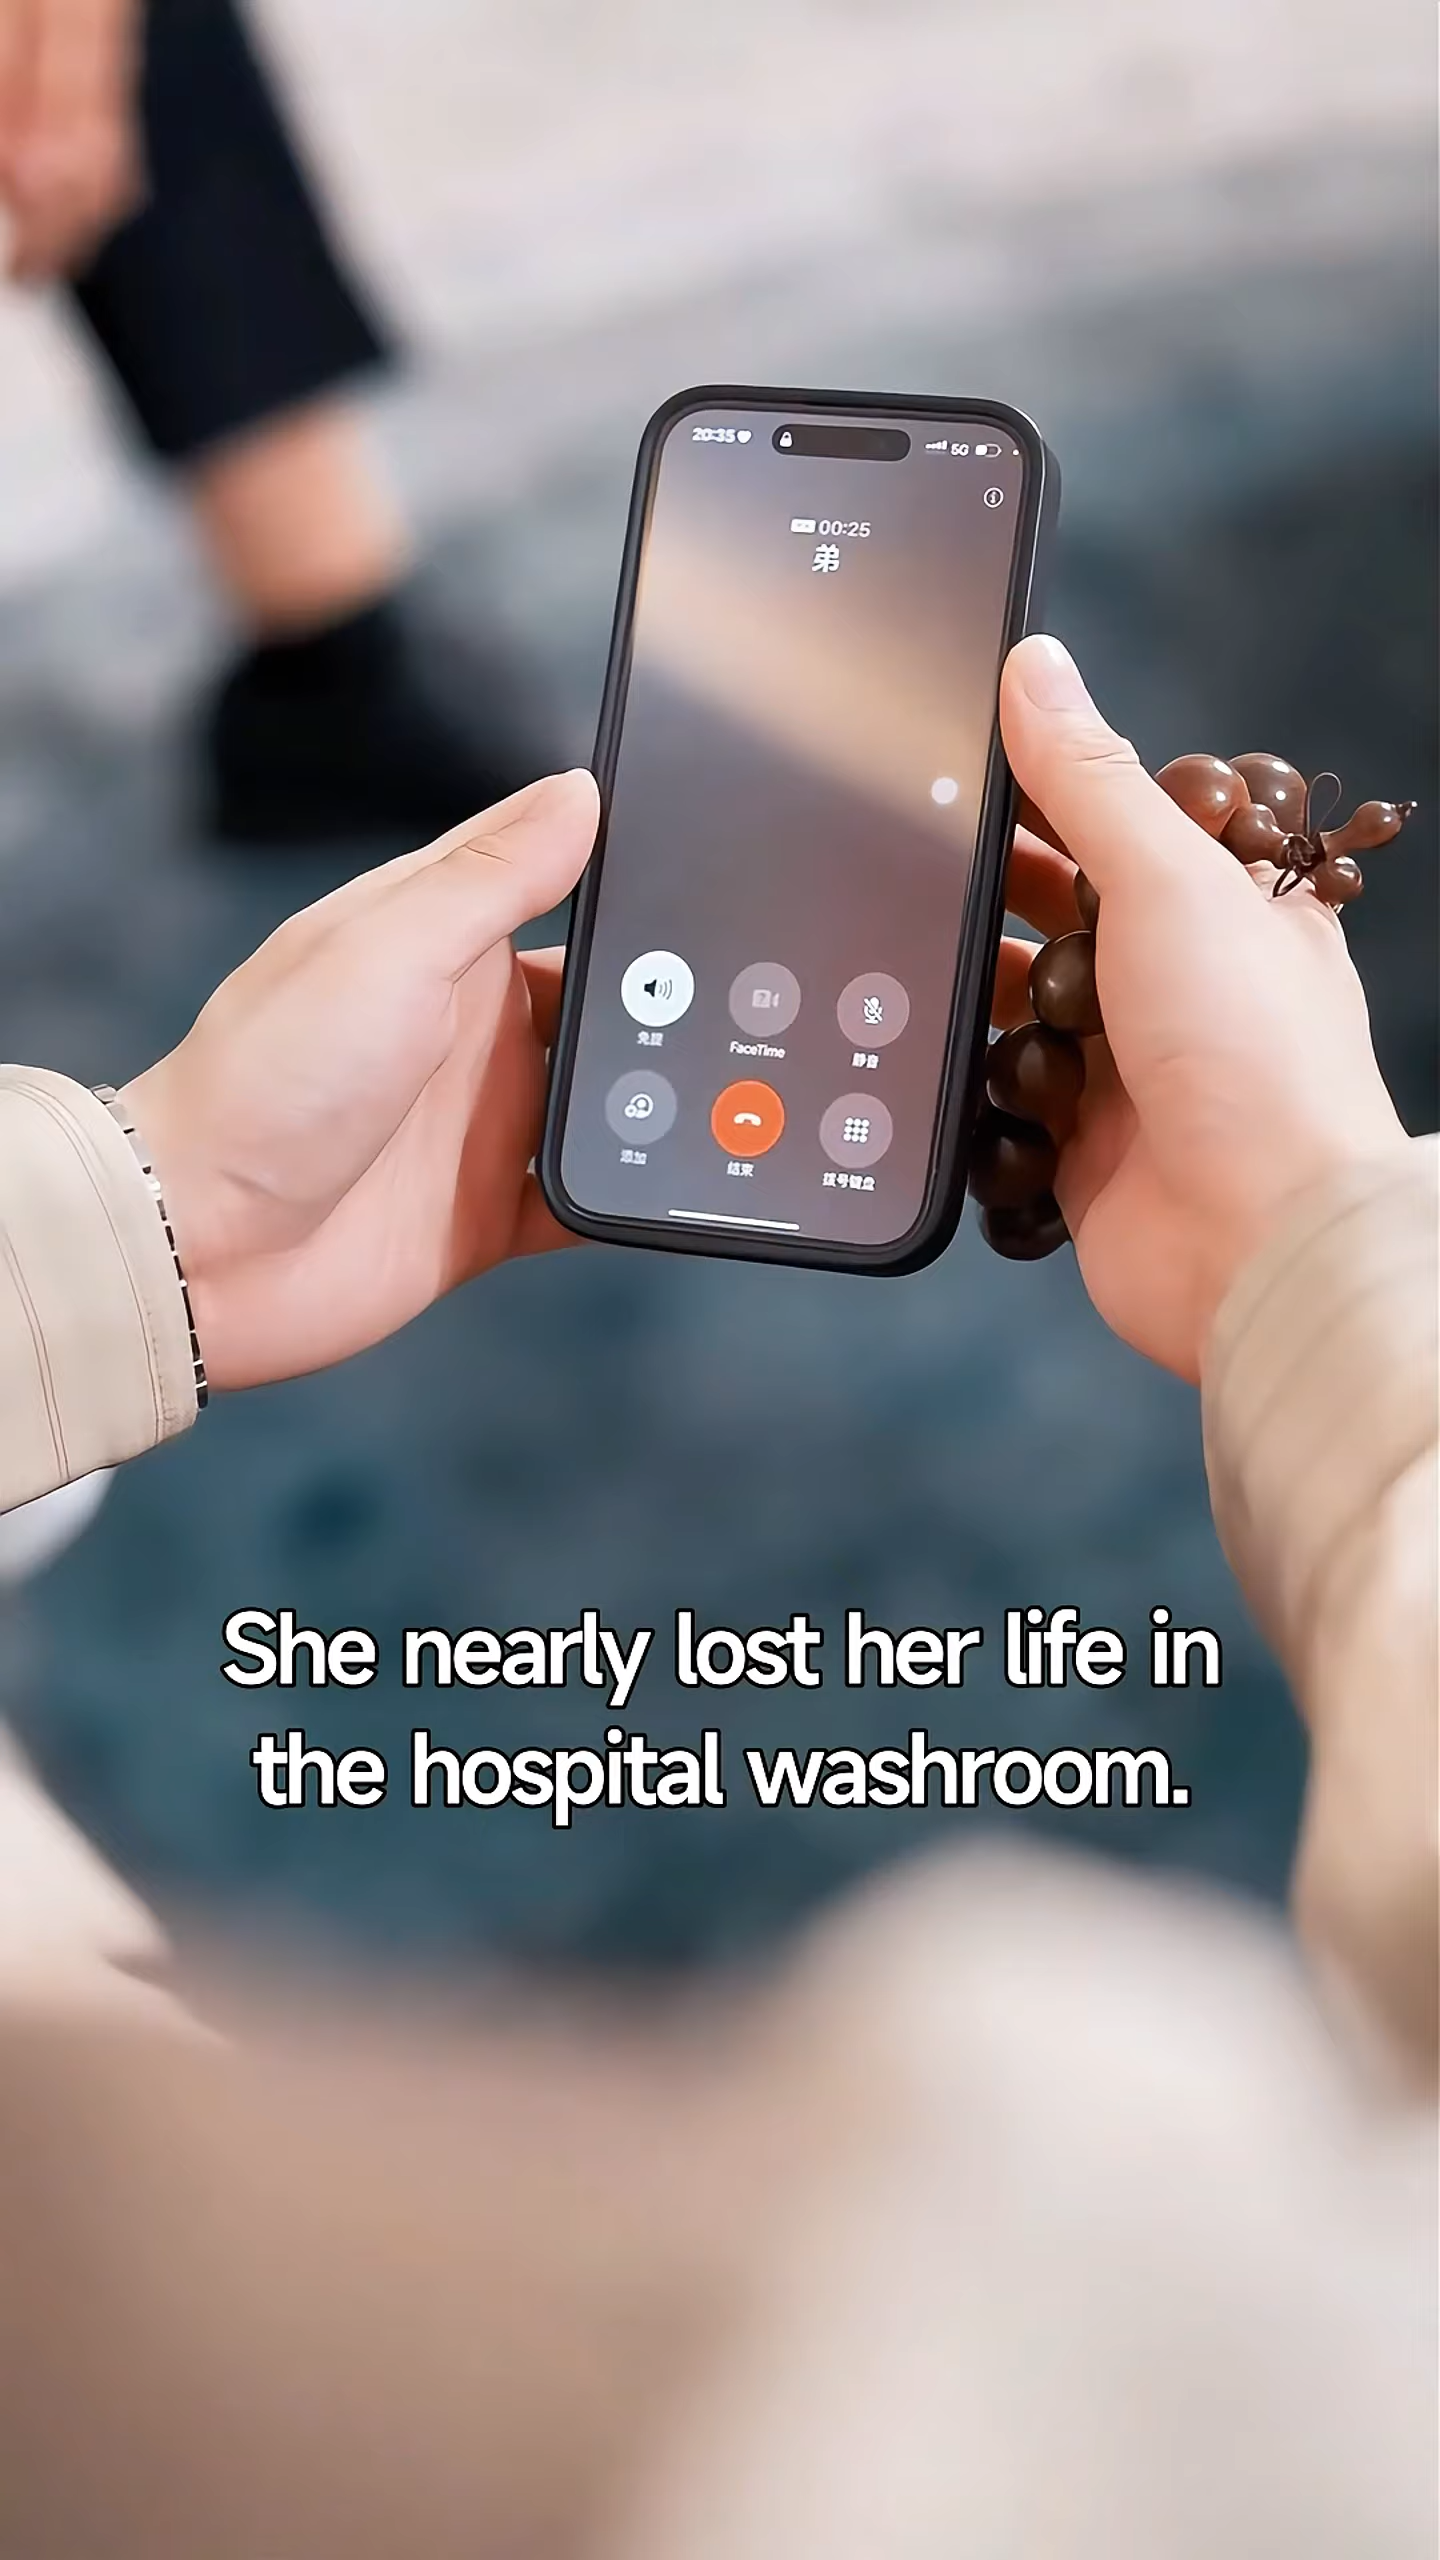 20:35
5G
00:25
弟
免提
FaceTime
静音
添加
结束
拨号键盘
She nearly lost her life in
the hospital washroom.